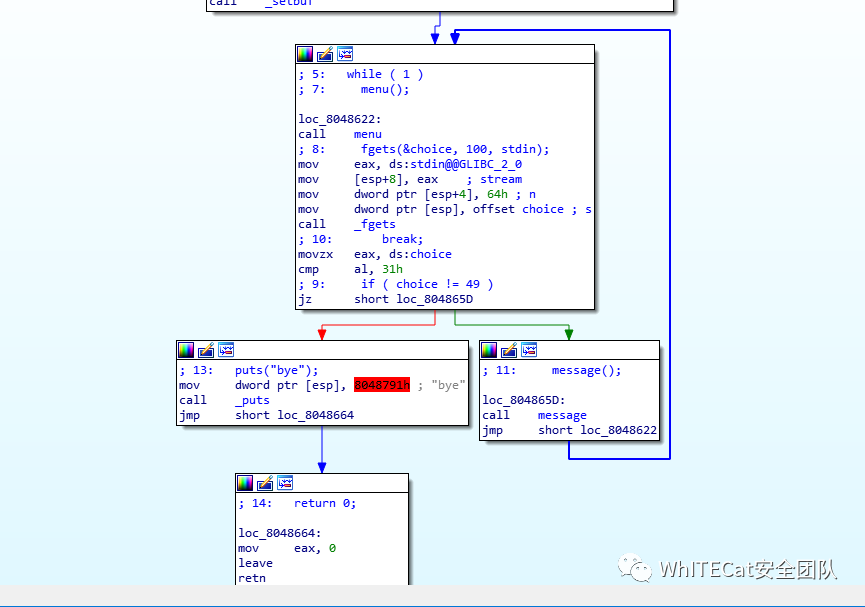 call    _setbuf
; 5:   while ( 1 )
; 7:     menu();
loc_8048622:
call    menu
; 8:     fgets(&choice, 100, stdin);
mov     eax, ds:stdin@@GLIBC_2_0
mov     [esp+8], eax    ; stream
mov     dword ptr [esp+4], 64h ; n
mov     dword ptr [esp], offset choice ; s
call    _fgets
; 10:       break;
movzx   eax, ds:choice
cmp     al, 31h
; 9:     if ( choice != 49 )
jz      short loc_804865D
; 13:   puts("bye");
mov     dword ptr [esp], 8048791h ; "bye"
call    _puts
jmp     short loc_8048664
; 11:     message();
loc_804865D:
call    message
jmp     short loc_8048622
; 14:   return 0;
loc_8048664:
mov     eax, 0
leave
retn
WhITECat安全团队